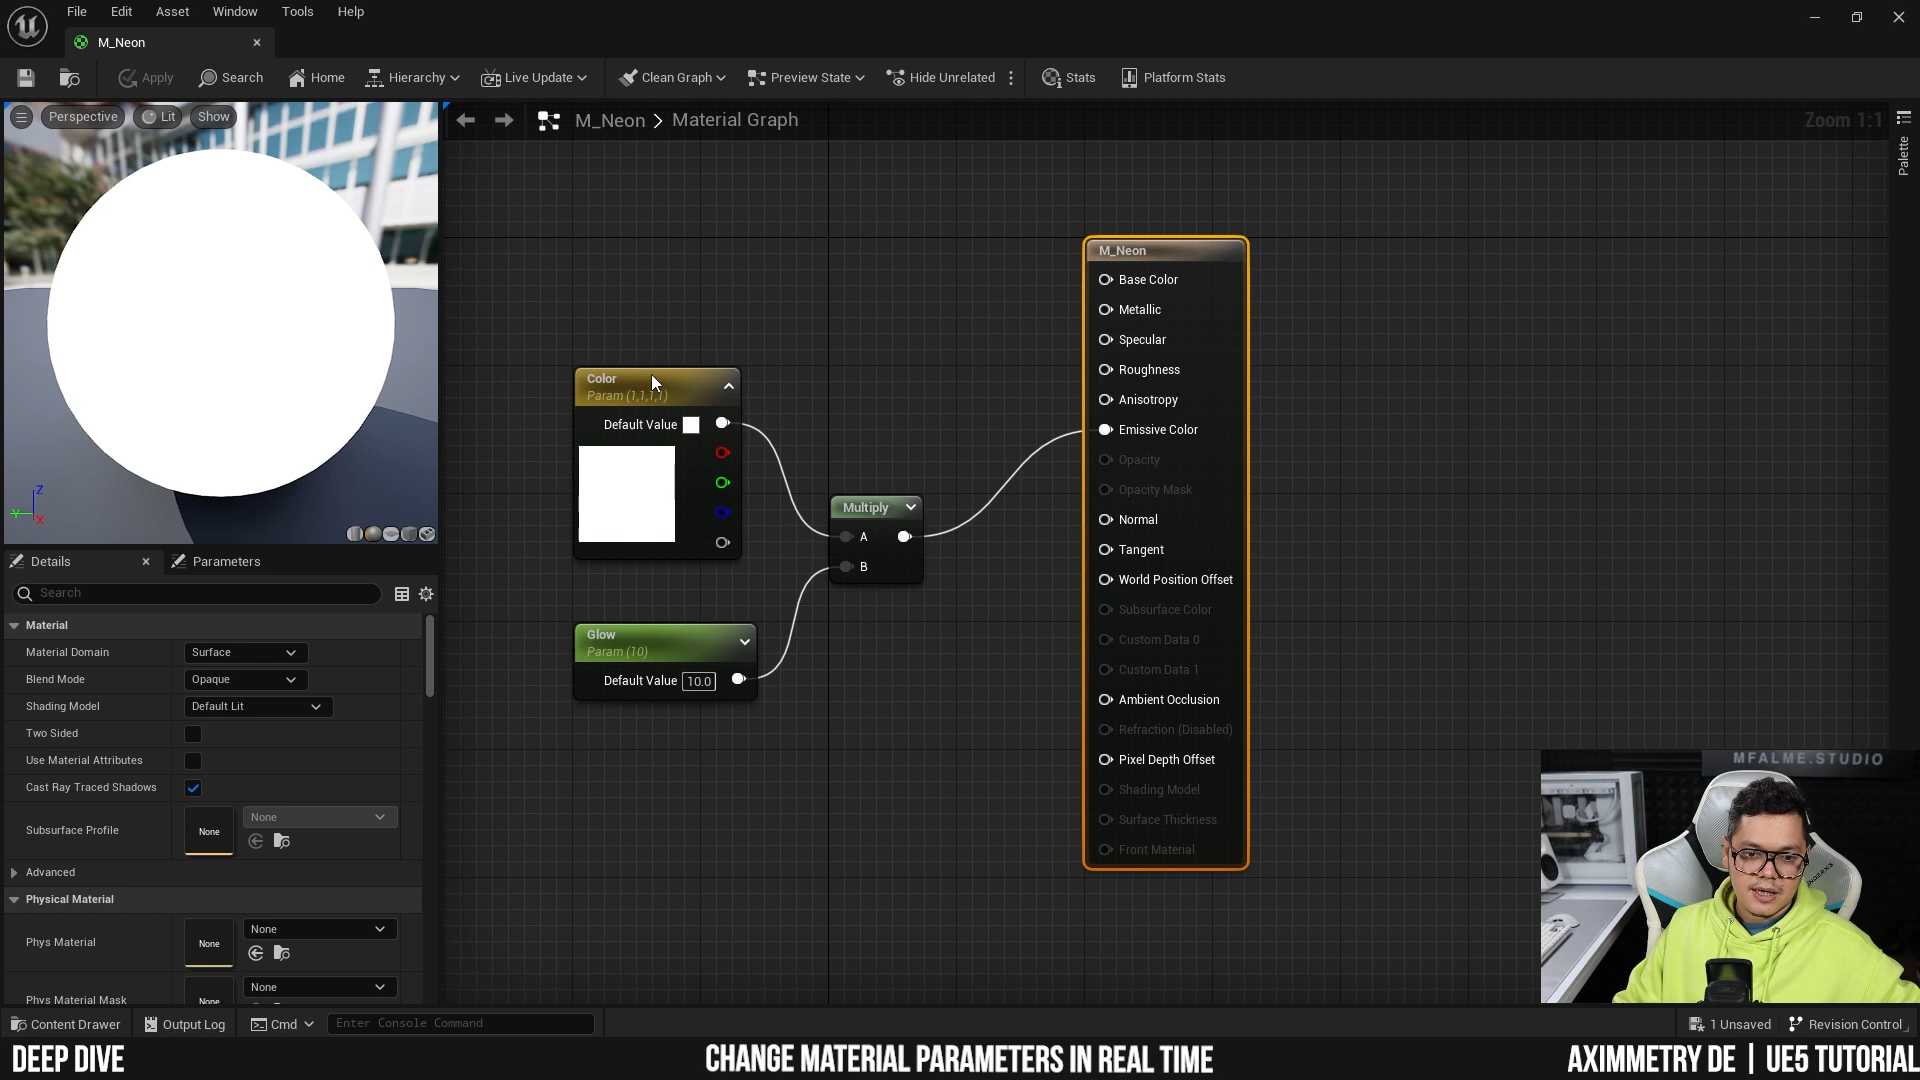 File Edit Asset Window Tools Help
M_Neon
Apply Search Home Hierarchy Live Update Clean Graph Preview State Hide Unrelated Stats Platform Stats
Perspective Lit Show
M_Neon > Material Graph
Zoom 1:1
Palette
Z
Y
X
M_Neon
Base Color
Metallic
Specular
Roughness
Anisotropy
Emissive Color
Opacity
Opacity Mask
Normal
Tangent
World Position Offset
Subsurface Color
Custom Data 0
Custom Data 1
Ambient Occlusion
Refraction (Disabled)
Pixel Depth Offset
Shading Model
Surface Thickness
Front Material
Color
Param (1,1,1,1)
Default Value
Multiply
A
B
Glow
Param (10)
Default Value 10.0
Details
Parameters
Search
Material
Material Domain Surface
Blend Mode Opaque
Shading Model Default Lit
Two Sided
Use Material Attributes
Cast Ray Traced Shadows
Subsurface Profile None None
Advanced
Physical Material
Phys Material None None
Phys Material Mask None None
MFALME.STUDIO
Content Drawer Output Log Cmd Enter Console Command
1 Unsaved Revision Control
DEEP DIVE
CHANGE MATERIAL PARAMETERS IN REAL TIME
AXIMMETRY DE | UE5 TUTORIAL